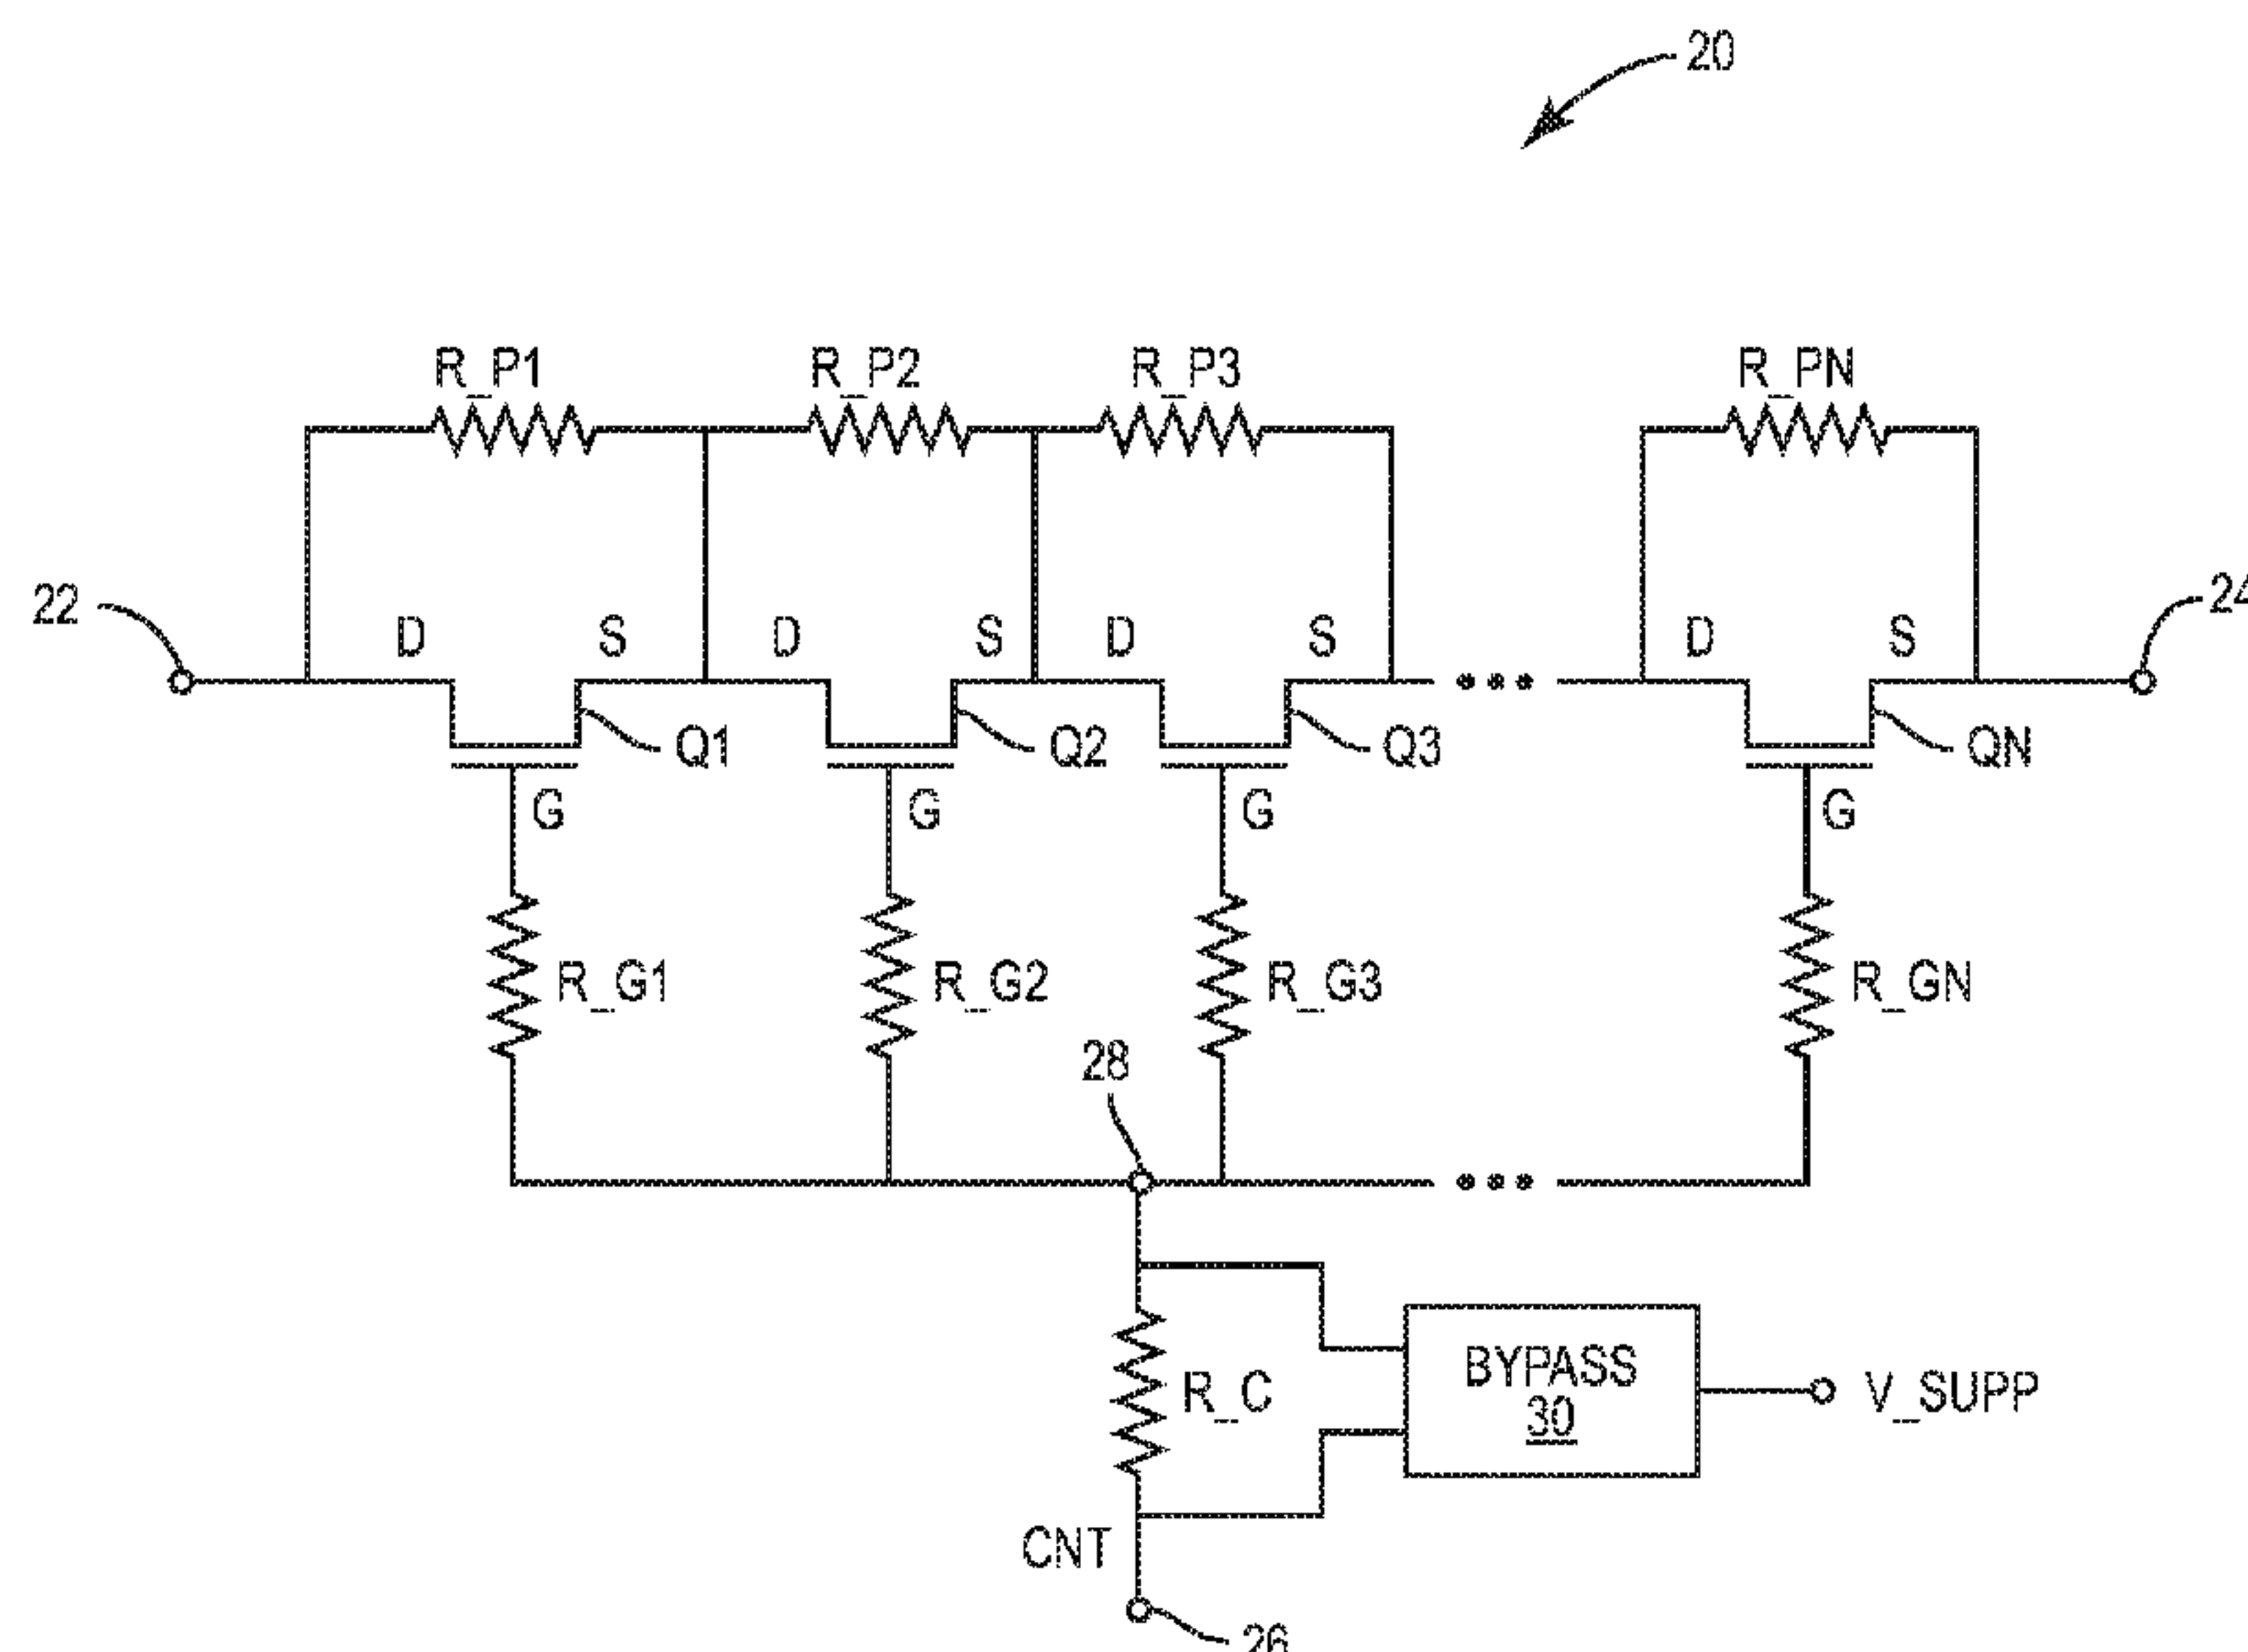 20
R_P1 R_P2 R_P3 R_PN
22 D S D S D S D S 24
Q1 Q2 Q3 QN
G G G G
R_G1 R_G2 R_G3 R_GN
28
R_C BYPASS V_SUPP
30
CNT
26